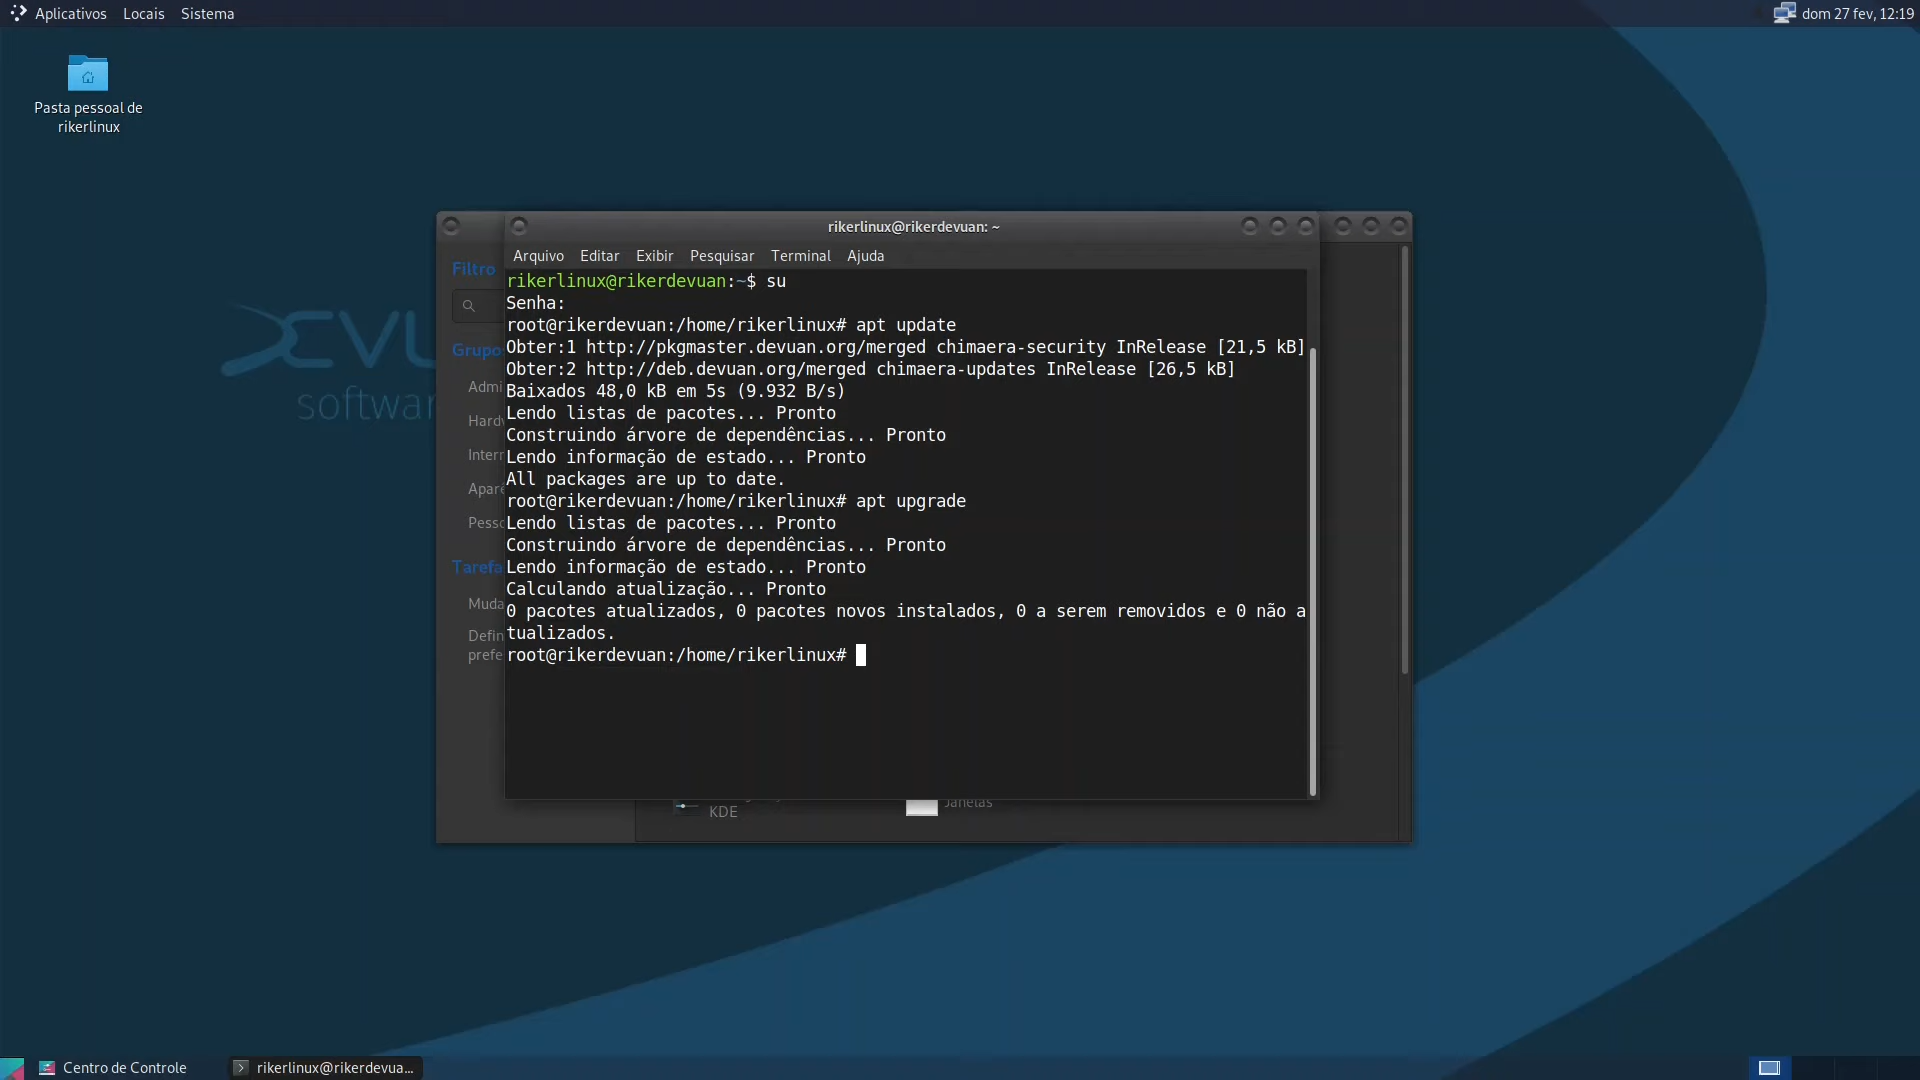 Aplicativos Locais Sistema
dom 27 fev, 12:19
Pasta pessoal de
rikerlinux
software
rikerlinux@rikerdevuan: ~
Arquivo Editar Exibir Pesquisar Terminal Ajuda
Filtro
Grupos
Tarefa
KDE
Janelas
rikerlinux@rikerdevuan:~$ su
Senha:
root@rikerdevuan:/home/rikerlinux# apt update
Obter:1 http://pkgmaster.devuan.org/merged chimaera-security InRelease [21,5 kB]
Obter:2 http://deb.devuan.org/merged chimaera-updates InRelease [26,5 kB]
Baixados 48,0 kB em 5s (9.932 B/s)
Lendo listas de pacotes... Pronto
Construindo árvore de dependências... Pronto
Lendo informação de estado... Pronto
All packages are up to date.
root@rikerdevuan:/home/rikerlinux# apt upgrade
Lendo listas de pacotes... Pronto
Construindo árvore de dependências... Pronto
Lendo informação de estado... Pronto
Calculando atualização... Pronto
0 pacotes atualizados, 0 pacotes novos instalados, 0 a serem removidos e 0 não a
tualizados.
root@rikerdevuan:/home/rikerlinux#
Centro de Controle
rikerlinux@rikerdevua...